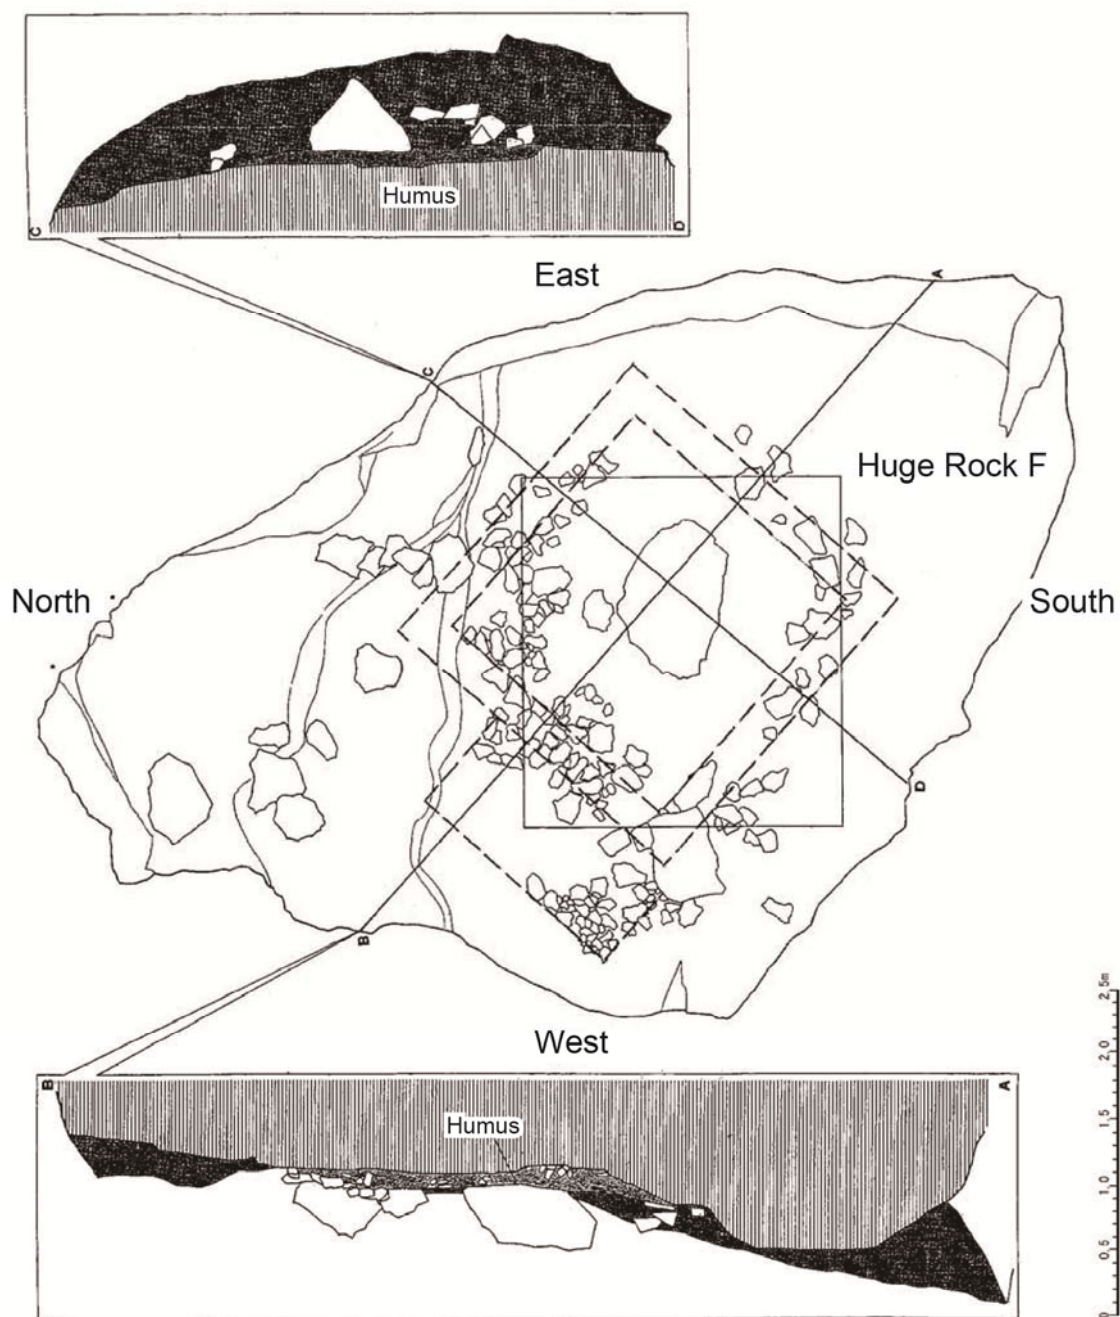 Humus
C
D
East
A
C
Huge Rock F
North
South
D
B
West
B
A
Humus
2,5m
2,0
1,5
1,0
0,5
0